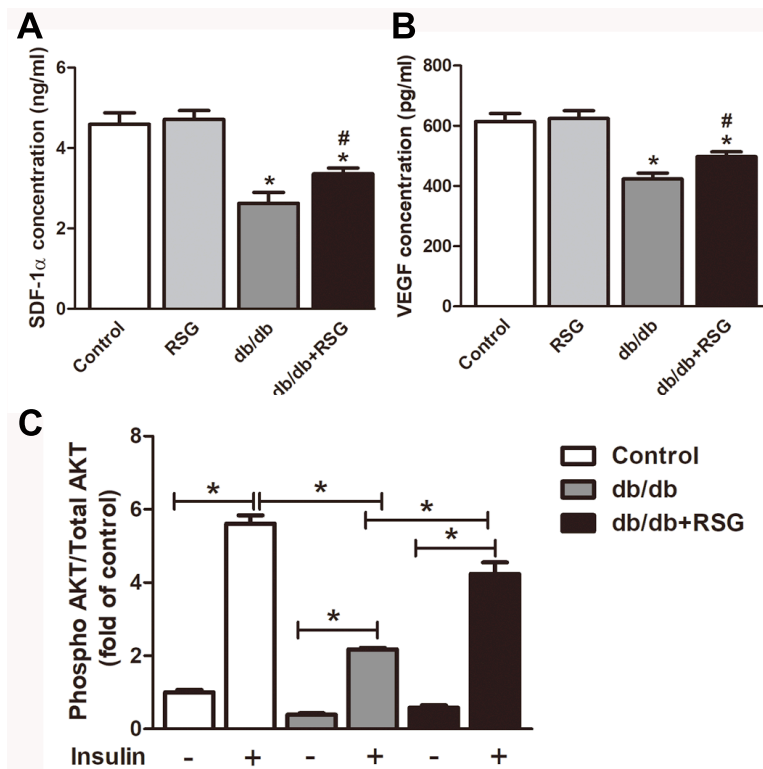 A
SDF-1α concentration (ng/ml)
6
4
2
0
*
#
*
Control
RSG
db/db
db/db+RSG
B
VEGF concentration (pg/ml)
800
600
400
200
0
*
#
*
Control
RSG
db/db
db/db+RSG
C
Phospho AKT/Total AKT
(fold of control)
8
6
4
2
0
*
*
*
*
*
Control
db/db
db/db+RSG
Insulin - + - + - +